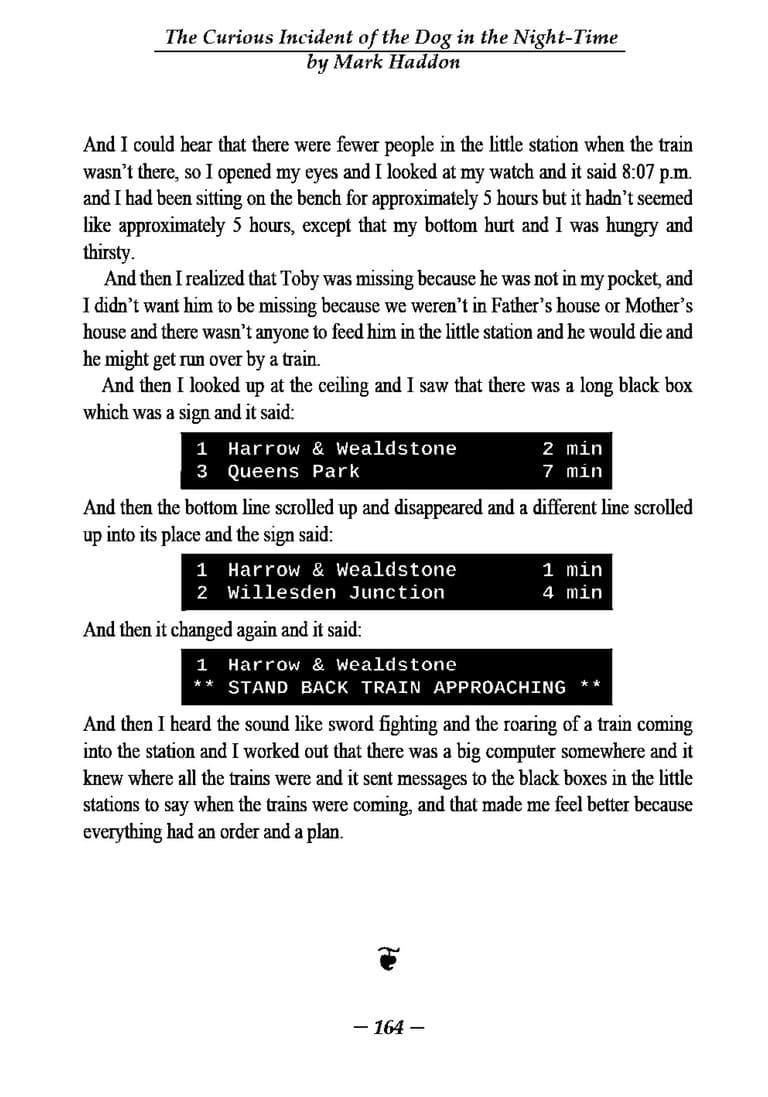 The Curious Incident of the Dog in the Night-Time
by Mark Haddon
And I could hear that there were fewer people in the little station when the train
wasn’t there, so I opened my eyes and I looked at my watch and it said 8:07 p.m.
and I had been sitting on the bench for approximately 5 hours but it hadn’t seemed
like approximately 5 hours, except that my bottom hurt and I was hungry and
thirsty.
And then I realized that Toby was missing because he was not in my pocket, and
I didn’t want him to be missing because we weren’t in Father’s house or Mother’s
house and there wasn’t anyone to feed him in the little station and he would die and
he might get run over by a train.
And then I looked up at the ceiling and I saw that there was a long black box
which was a sign and it said:
1 Harrow & Wealdstone 2 min
3 Queens Park 7 min
And then the bottom line scrolled up and disappeared and a different line scrolled
up into its place and the sign said:
1 Harrow & Wealdstone 1 min
2 Willesden Junction 4 min
And then it changed again and it said:
1 Harrow & Wealdstone
** STAND BACK TRAIN APPROACHING **
And then I heard the sound like sword fighting and the roaring of a train coming
into the station and I worked out that there was a big computer somewhere and it
knew where all the trains were and it sent messages to the black boxes in the little
stations to say when the trains were coming, and that made me feel better because
everything had an order and a plan.
— 164 —